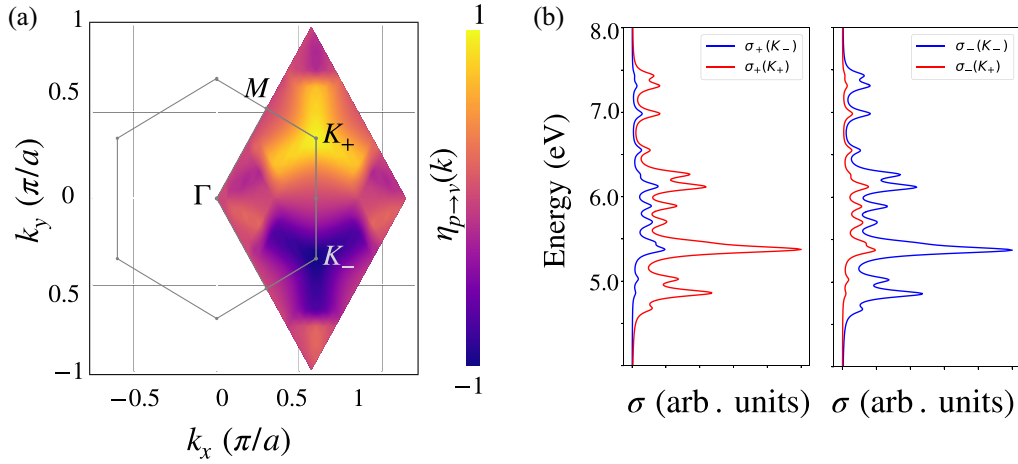 (a)
1
0.5
0
0.5
−1
k_y (π/a)
M
K_+
Γ
K_−
−0.5
0
0.5
1
k_x (π/a)
1
−1
η_{p→v}(k)
(b)
8.0
7.0
6.0
5.0
Energy (eV)
σ_+(K_−)
σ_+(K_+)
σ (arb . units)
σ_−(K_−)
σ_−(K_+)
σ (arb . units)